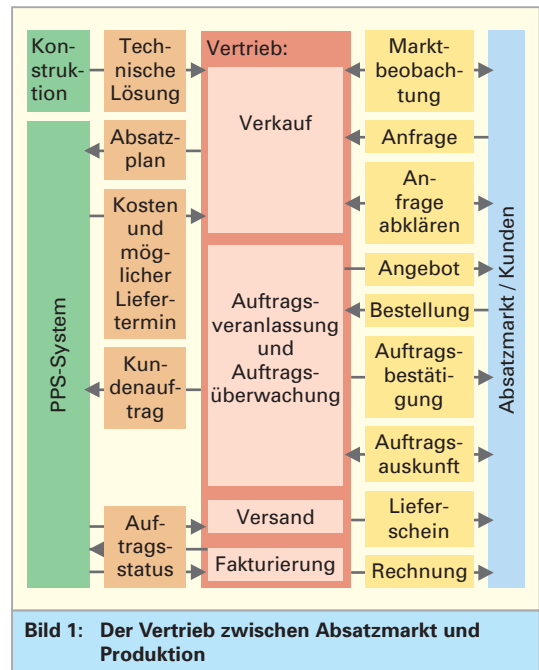 Kon-
struk-
tion
Tech-
nische
Lösung
Vertrieb:
Verkauf
Markt-
beobach-
tung
Absatz-
plan
Anfrage
Kosten
und
mög-
licher
Liefer-
termin
An-
frage
abklären
Angebot
Auftrags-
veranlassung
und
Auftrags-
überwachung
Bestellung
Kun-
denauf-
trag
Auftrags-
bestäti-
gung
Auftrags-
auskunft
PPS-System
Absatzmarkt / Kunden
Auf-
trags-
status
Versand
Liefer-
schein
Fakturierung
Rechnung
Bild 1: Der Vertrieb zwischen Absatzmarkt und
Produktion